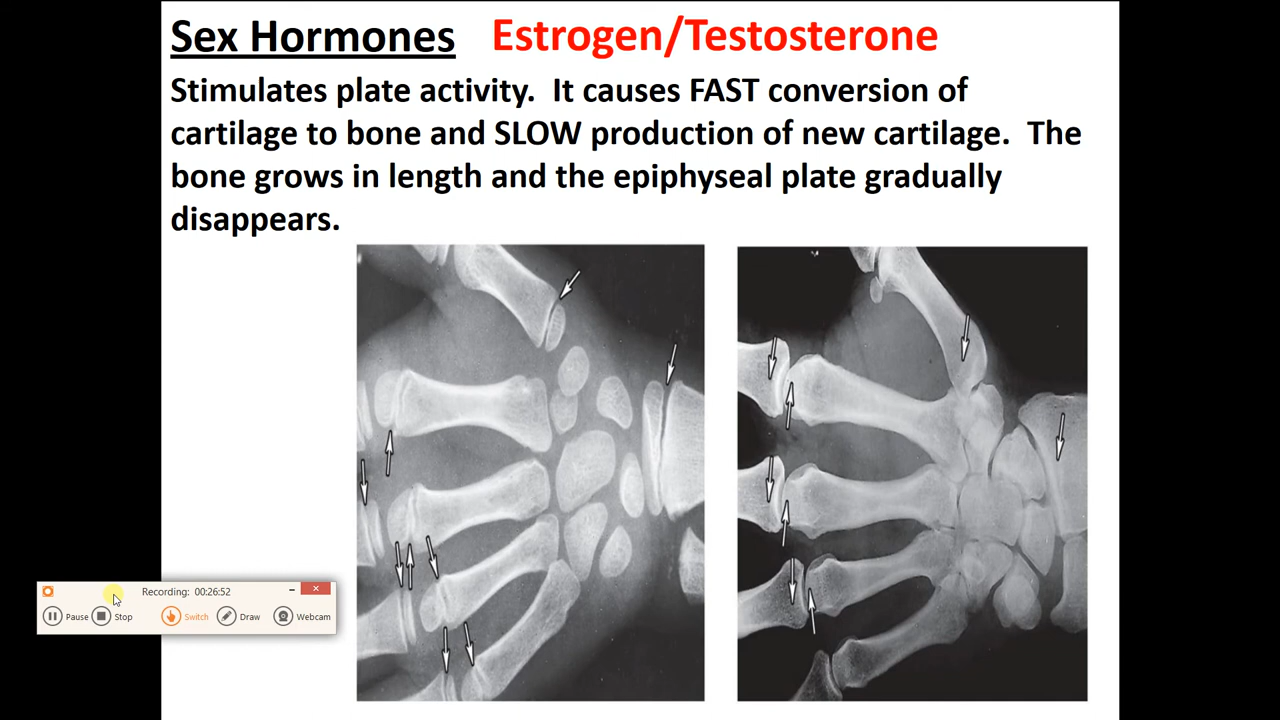 Sex Hormones Estrogen/Testosterone
Stimulates plate activity.  It causes FAST conversion of
cartilage to bone and SLOW production of new cartilage.  The
bone grows in length and the epiphyseal plate gradually
disappears.
Recording: 00:26:52
Pause Stop Switch Draw Webcam